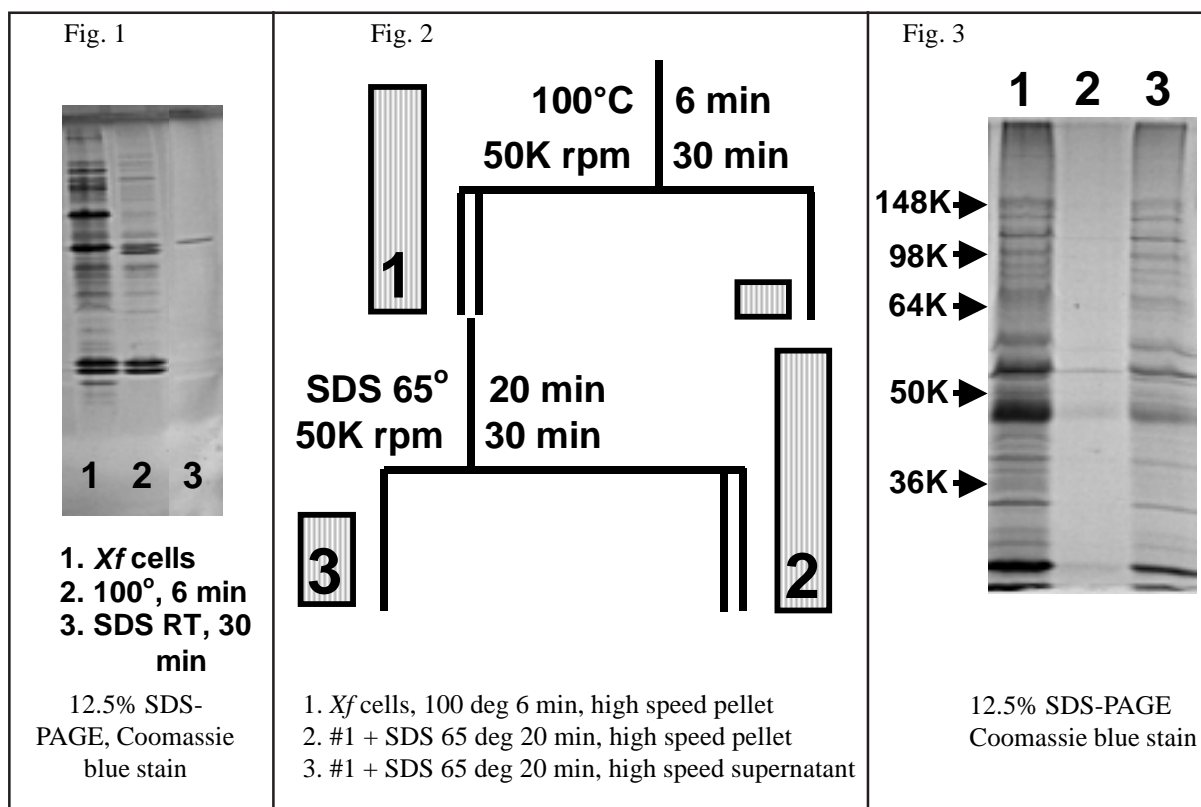 Fig. 1
1 2 3
1. Xf cells
2. 100°, 6 min
3. SDS RT, 30
min
12.5% SDS-
PAGE, Coomassie
blue stain
Fig. 2
100°C 6 min
50K rpm 30 min
1
SDS 65° 20 min
50K rpm 30 min
3
2
1. Xf cells, 100 deg 6 min, high speed pellet
2. #1 + SDS 65 deg 20 min, high speed pellet
3. #1 + SDS 65 deg 20 min, high speed supernatant
Fig. 3
1 2 3
148K
98K
64K
50K
36K
12.5% SDS-PAGE
Coomassie blue stain